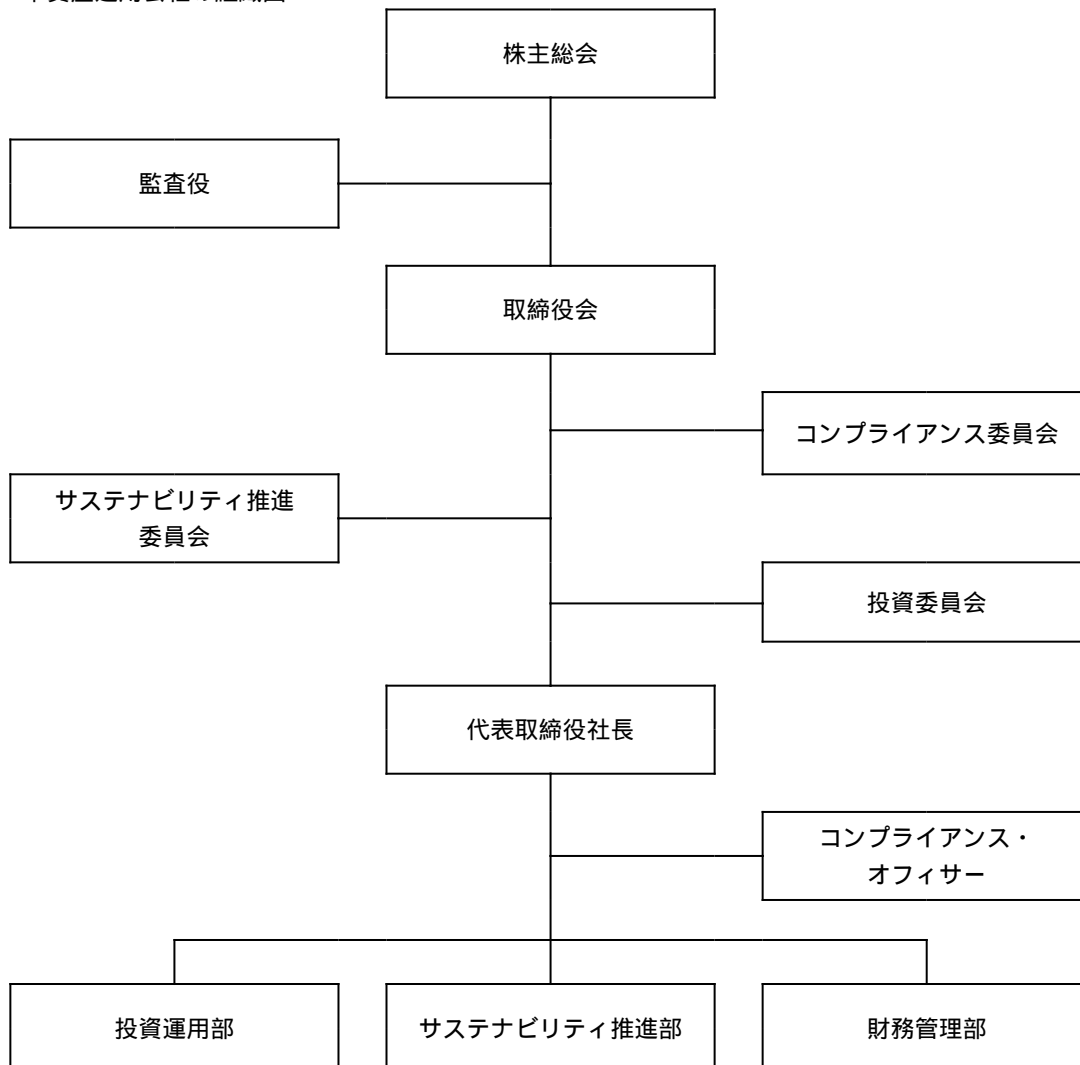 株主総会
監査役
取締役会
コンプライアンス委員会
サステナビリティ推進
委員会
投資委員会
代表取締役社長
コンプライアンス・
オフィサー
投資運用部
サステナビリティ推進部
財務管理部